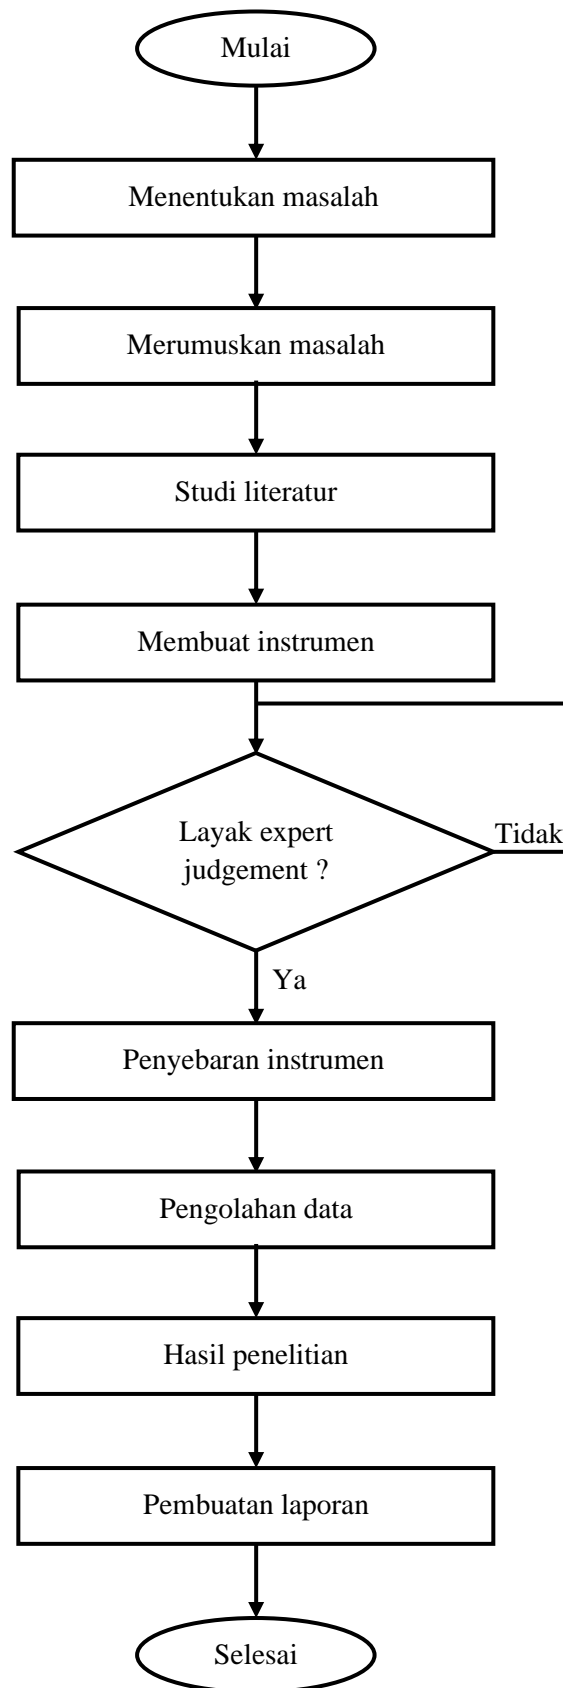 Mulai
Menentukan masalah
Merumuskan masalah
Studi literatur
Membuat instrumen
Layak expert
judgement ?
Tidak
Ya
Penyebaran instrumen
Pengolahan data
Hasil penelitian
Pembuatan laporan
Selesai